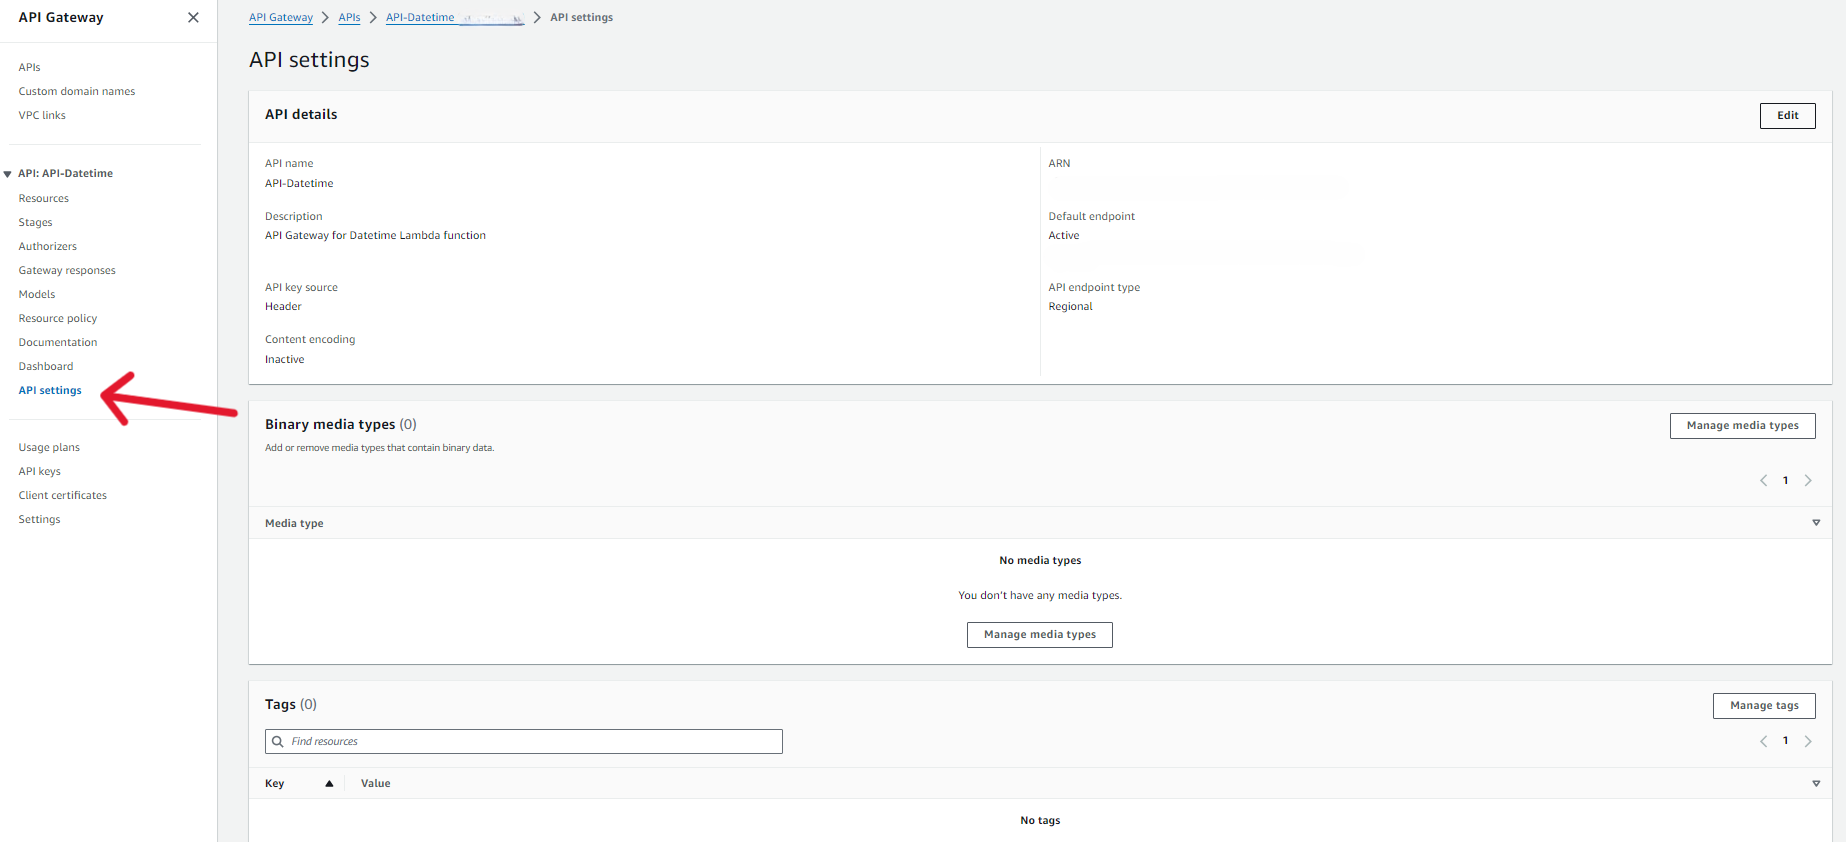 API Gateway
APIs
Custom domain names
VPC links
API: API-Datetime
Resources
Stages
Authorizers
Gateway responses
Models
Resource policy
Documentation
Dashboard
API settings
Usage plans
API keys
Client certificates
Settings
API Gateway
APIs
API-Datetime
API settings
API settings
API details
Edit
API name
API-Datetime
ARN
Description
API Gateway for Datetime Lambda function
Default endpoint
Active
API key source
Header
API endpoint type
Regional
Content encoding
Inactive
Binary media types (0)
Manage media types
Add or remove media types that contain binary data.
1
Media type
No media types
You don't have any media types.
Manage media types
Tags (0)
Manage tags
Find resources
1
Key
Value
No tags